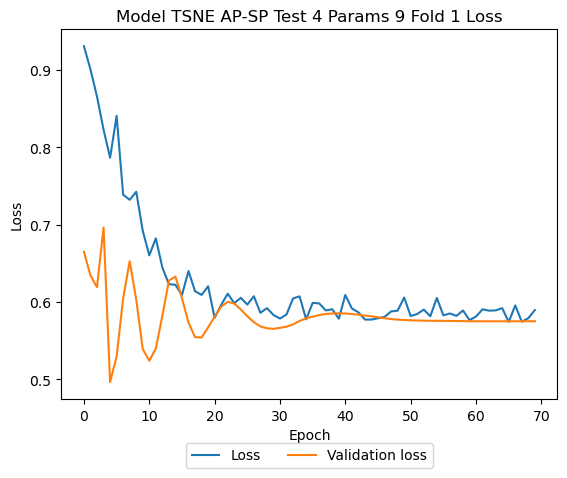 Model TSNE AP-SP Test 4 Params 9 Fold 1 Loss
0.9
0.8
0.7
0.6
0.5
Loss
0 10 20 30 40 50 60 70
Epoch
Loss Validation loss